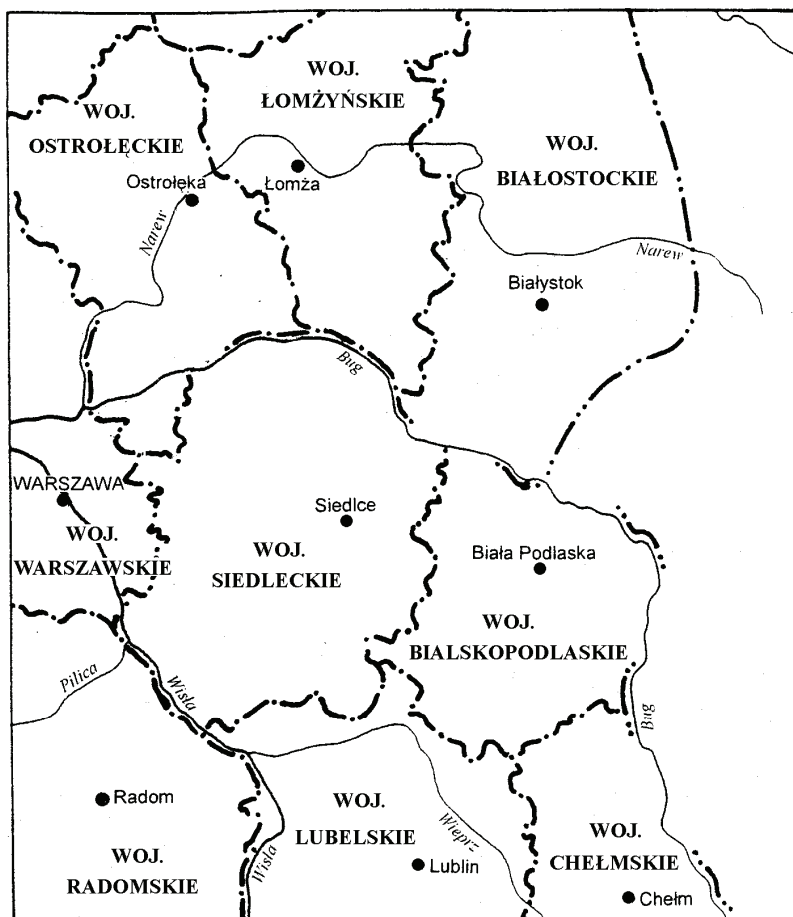 WOJ.
ŁOMŻYŃSKIE
WOJ.
OSTROŁĘCKIE
WOJ.
BIAŁOSTOCKIE
Ostrołęka
Łomża
Narew
Narew
Białystok
Bug
WARSZAWA
Siedlce
WOJ.
WARSZAWSKIE
WOJ.
SIEDLECKIE
Biała Podlaska
WOJ.
BIALSKOPODLASKIE
Pilica
Wisła
Bug
Radom
WOJ.
LUBELSKIE
Wieprz
WOJ.
CHEŁMSKIE
WOJ.
RADOMSKIE
Wisła
Lublin
Chełm